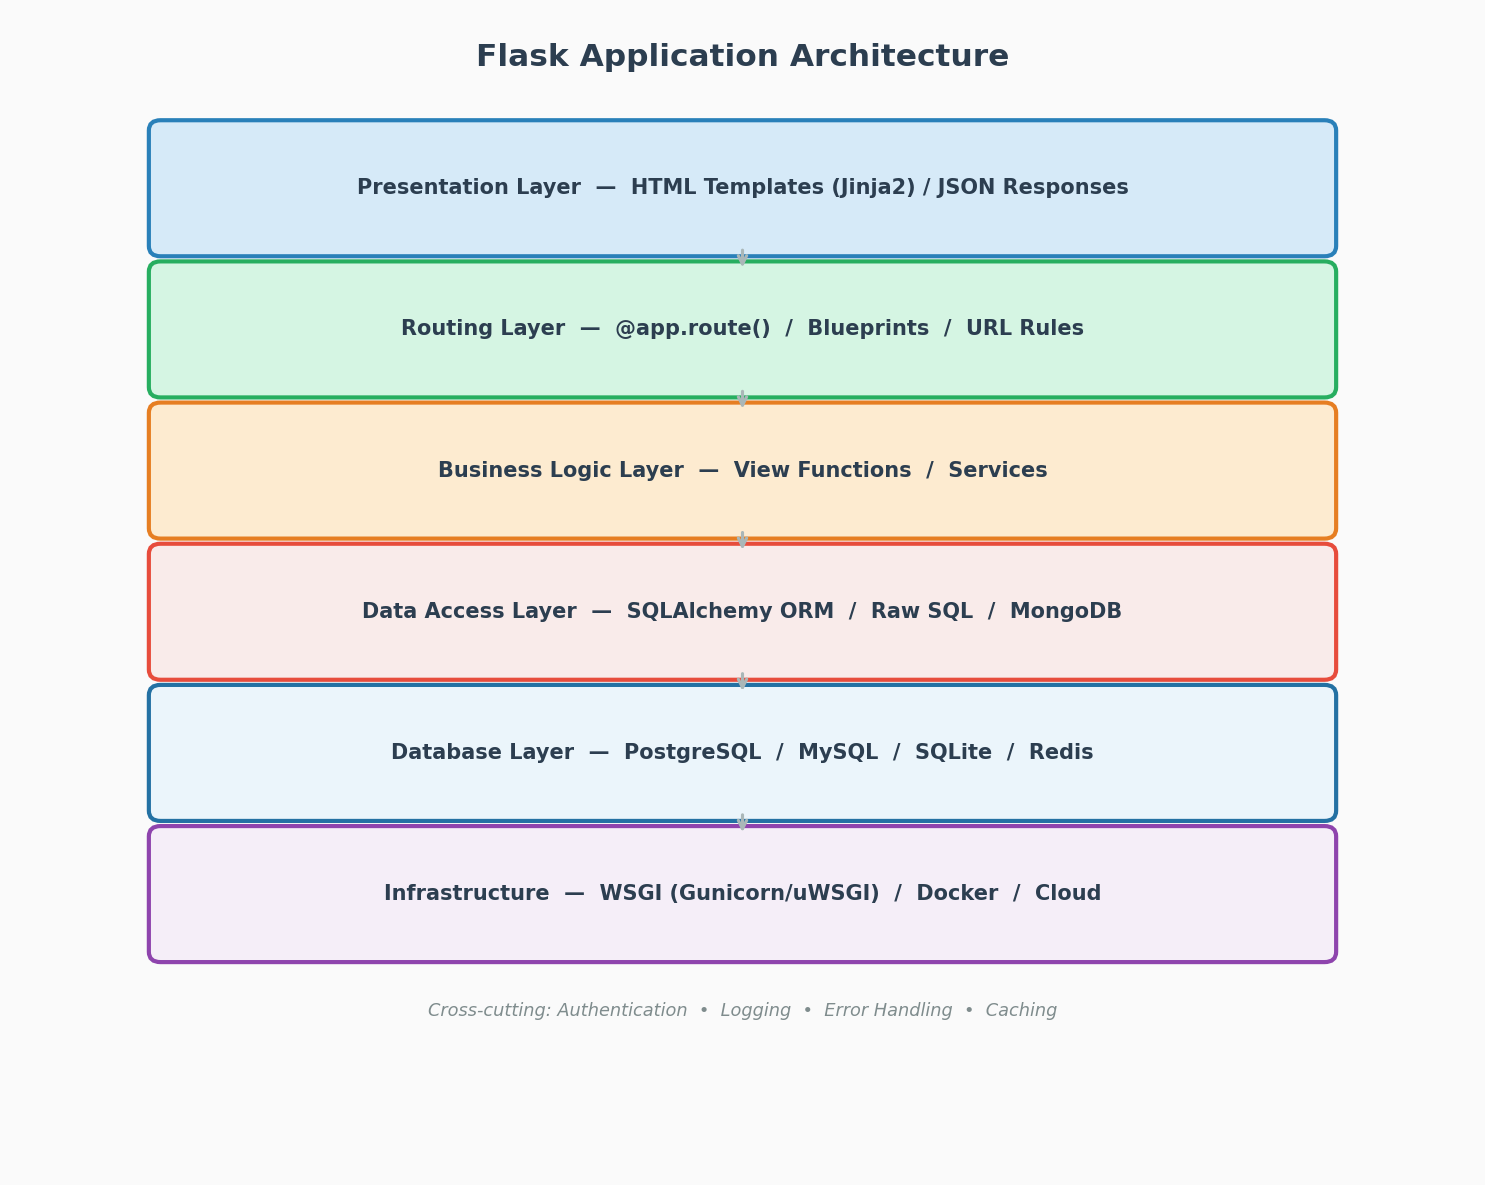 Flask Application Architecture
Presentation Layer — HTML Templates (Jinja2) / JSON Responses
Routing Layer — @app.route() / Blueprints / URL Rules
Business Logic Layer — View Functions / Services
Data Access Layer — SQLAlchemy ORM / Raw SQL / MongoDB
Database Layer — PostgreSQL / MySQL / SQLite / Redis
Infrastructure — WSGI (Gunicorn/uWSGI) / Docker / Cloud
Cross-cutting: Authentication • Logging • Error Handling • Caching